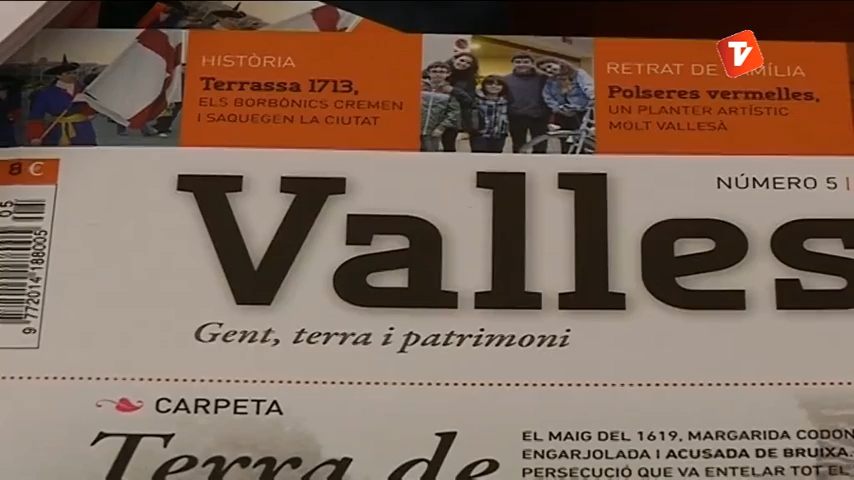 TV
HISTÒRIA
Terrassa 1713,
ELS BORBÒNICS CREMEN
I SAQUEGEN LA CIUTAT
RETRAT DE FAMÍLIA
Polseres vermelles,
UN PLANTER ARTÍSTIC
MOLT VALLESÀ
8 €
05
9 772014 188005
NÚMERO 5 |
Valles
Gent, terra i patrimoni
CARPETA
Terra de
EL MAIG DEL 1619, MARGARIDA CODON
ENGARJOLADA I ACUSADA DE BRUIXA.
PERSECUCIÓ QUE VA ENTELAR TOT EL